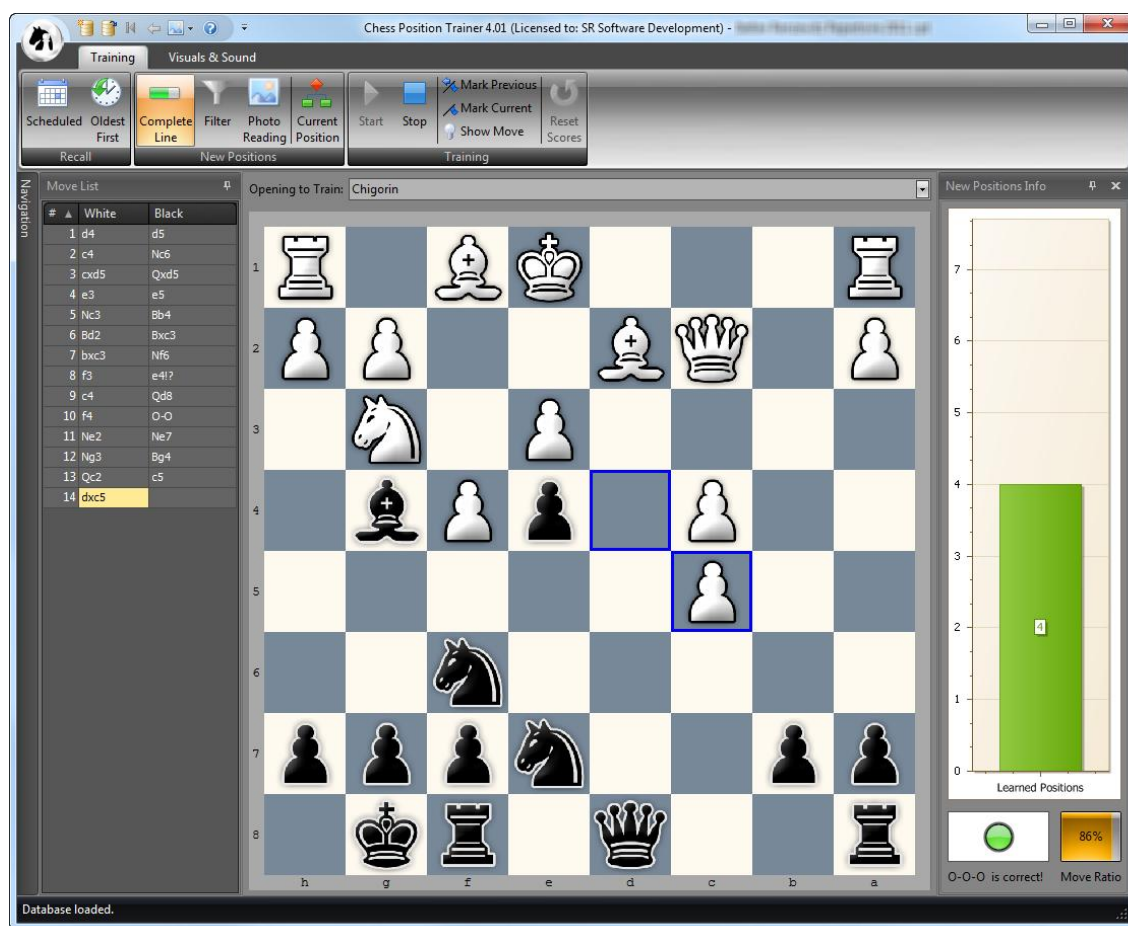 Chess Position Trainer 4.01 (Licensed to: SR Software Development) -
Training Visuals & Sound
Scheduled Oldest First Complete Line Filter Photo Reading Current Position Start Stop Mark Previous Mark Current Show Move Reset Scores
Recall New Positions Training
Navigation
Move List
Opening to Train: Chigorin
New Positions Info
# White Black
1 d4 d5
2 c4 Nc6
3 cxd5 Qxd5
4 e3 e5
5 Nc3 Bb4
6 Bd2 Bxc3
7 bxc3 Nf6
8 f3 e4!?
9 c4 Qd8
10 f4 O-O
11 Ne2 Ne7
12 Ng3 Bg4
13 Qc2 c5
14 dxc5
1
2
3
4
5
6
7
8
h g f e d c b a
7
6
5
4
3
2
1
0
4
Learned Positions
86%
O-O-O is correct! Move Ratio
Database loaded.